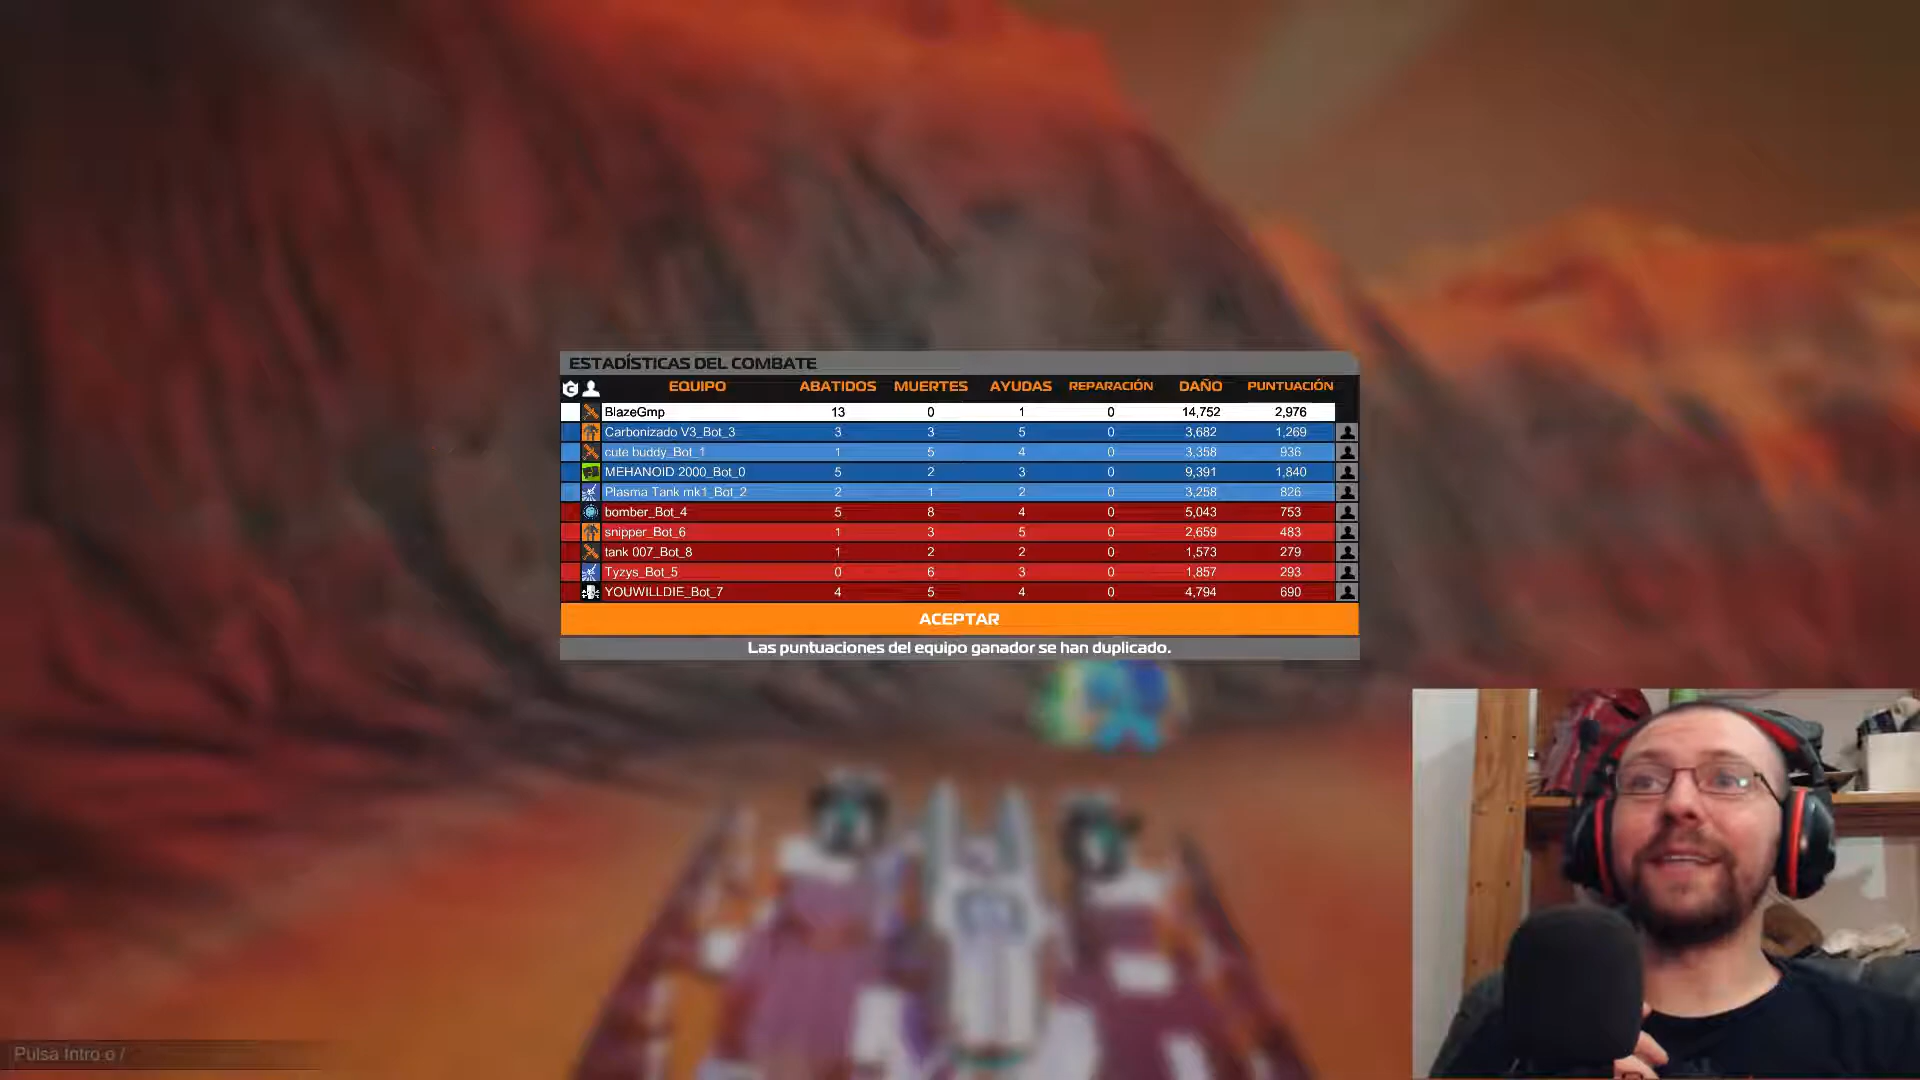 ESTADÍSTICAS DEL COMBATE
EQUIPO ABATIDOS MUERTES AYUDAS REPARACIÓN DAÑO PUNTUACIÓN
BlazeGmp 13 0 1 0 14,752 2,976
Carbonizado V3_Bot_3 3 3 5 0 3,682 1,269
cute buddy_Bot_1 1 5 4 0 3,358 936
MEHANOID 2000_Bot_0 5 2 3 0 9,391 1,840
Plasma Tank mk1_Bot_2 2 1 2 0 3,258 826
bomber_Bot_4 5 8 4 0 5,043 753
snipper_Bot_6 1 3 5 0 2,659 483
tank 007_Bot_8 1 2 2 0 1,573 279
Tyzys_Bot_5 0 6 3 0 1,857 293
YOUWILLDIE_Bot_7 4 5 4 0 4,794 690
ACEPTAR
Las puntuaciones del equipo ganador se han duplicado.
Pulsa Intro o /